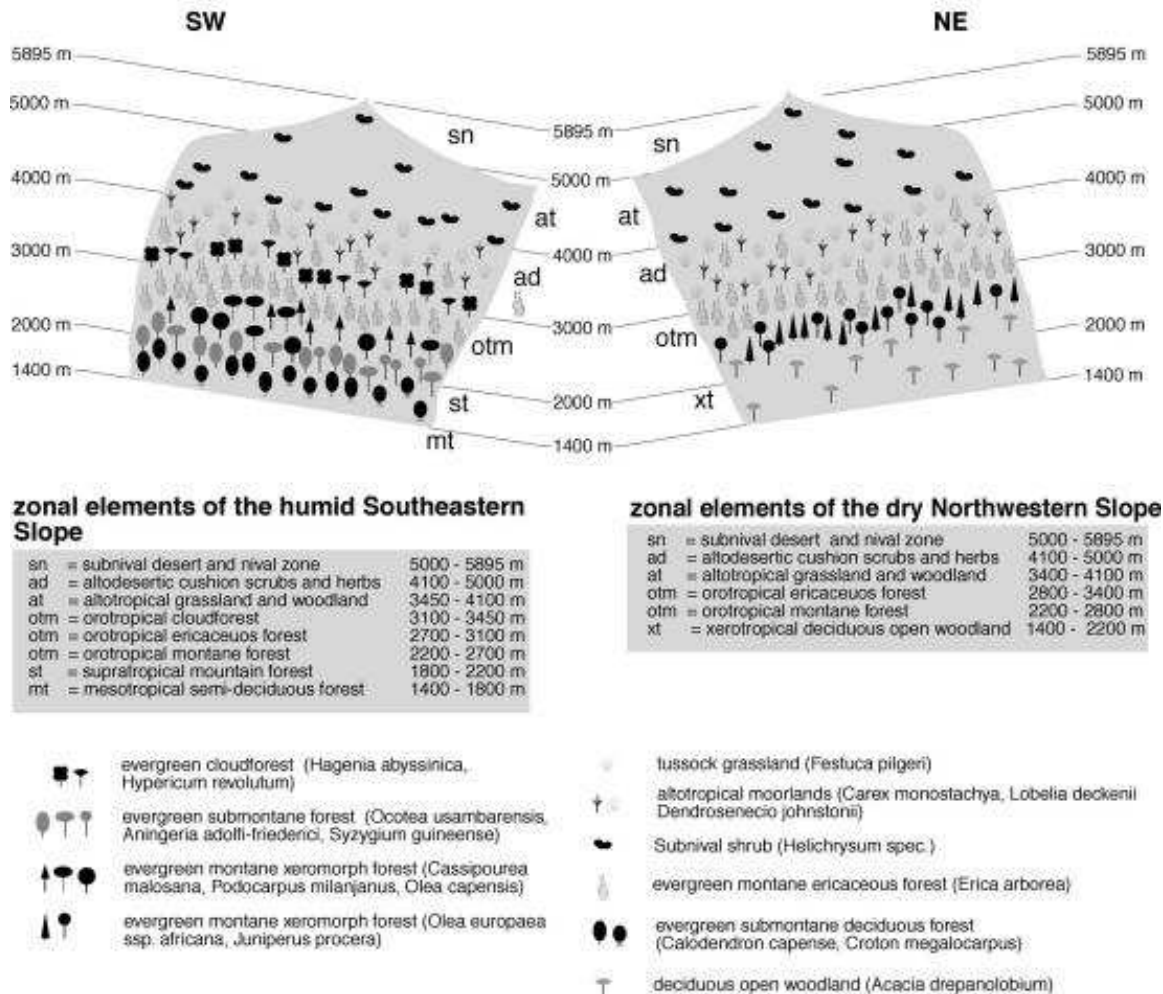 SW
NE
5895 m
5000 m
4000 m
3000 m
2000 m
1400 m
sn
at
ad
otm
st
mt
5895 m
5000 m
4000 m
3000 m
2000 m
1400 m
sn
at
ad
otm
xt
5895 m
5000 m
4000 m
3000 m
2000 m
1400 m
zonal elements of the humid Southeastern
Slope
sn = subnival desert and nival zone 5000 - 5895 m
ad = altodesertic cushion scrubs and herbs 4100 - 5000 m
at = altotropical grassland and woodland 3450 - 4100 m
otm = orotropical cloudforest 3100 - 3450 m
otm = orotropical ericaceuos forest 2700 - 3100 m
otm = orotropical montane forest 2200 - 2700 m
st = supratropical mountain forest 1800 - 2200 m
mt = mesotropical semi-deciduous forest 1400 - 1800 m
zonal elements of the dry Northwestern Slope
sn = subnival desert and nival zone 5000 - 5895 m
ad = altodesertic cushion scrubs and herbs 4100 - 5000 m
at = altotropical grassland and woodland 3400 - 4100 m
otm = orotropical ericaceuos forest 2800 - 3400 m
otm = orotropical montane forest 2200 - 2800 m
xt = xerotropical deciduous open woodland 1400 - 2200 m
evergreen cloudforest (Hagenia abyssinica,
Hypericum revolutum)
evergreen submontane forest (Ocotea usambarensis,
Aningeria adolfi-friederici, Syzygium guineense)
evergreen montane xeromorph forest (Cassipourea
malosana, Podocarpus milanjanus, Olea capensis)
evergreen montane xeromorph forest (Olea europaea
ssp. africana, Juniperus procera)
tussock grassland (Festuca pilgeri)
altotropical moorlands (Carex monostachya, Lobelia deckenii
Dendrosenecio johnstonii)
Subnival shrub (Helichrysum spec.)
evergreen montane ericaceous forest (Erica arborea)
evergreen submontane deciduous forest
(Calodendron capense, Croton megalocarpus)
deciduous open woodland (Acacia drepanolobium)